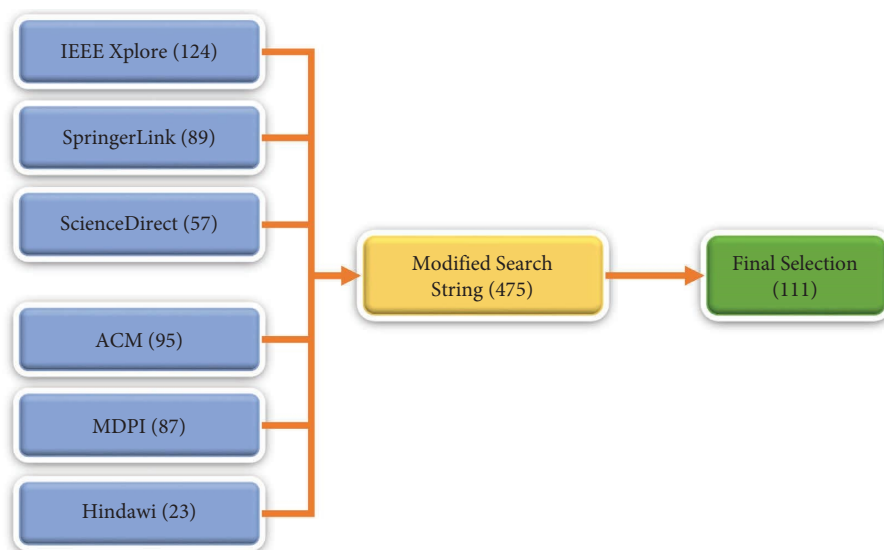 IEEE Xplore (124)
SpringerLink (89)
ScienceDirect (57)
ACM (95)
MDPI (87)
Hindawi (23)
Modified Search
String (475)
Final Selection
(111)